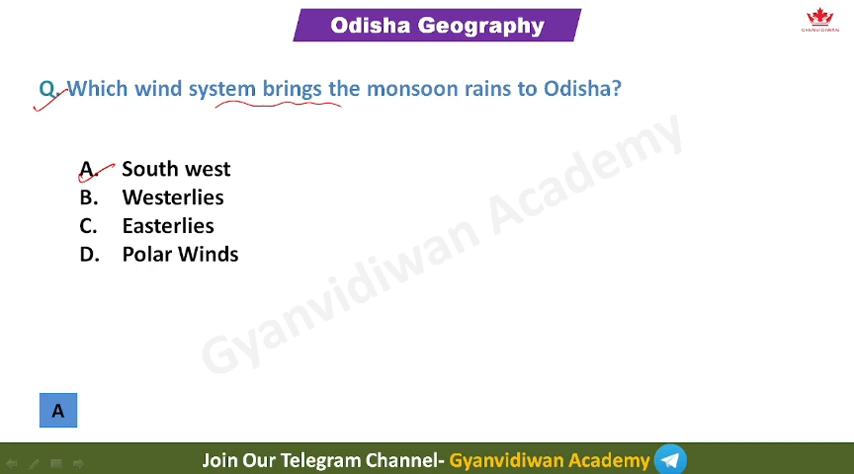 Odisha Geography
GYANVIDIWAN
Q. Which wind system brings the monsoon rains to Odisha?
A. South west
B. Westerlies
C. Easterlies
D. Polar Winds
Gyanvidiwan Academy
A
Join Our Telegram Channel- Gyanvidiwan Academy